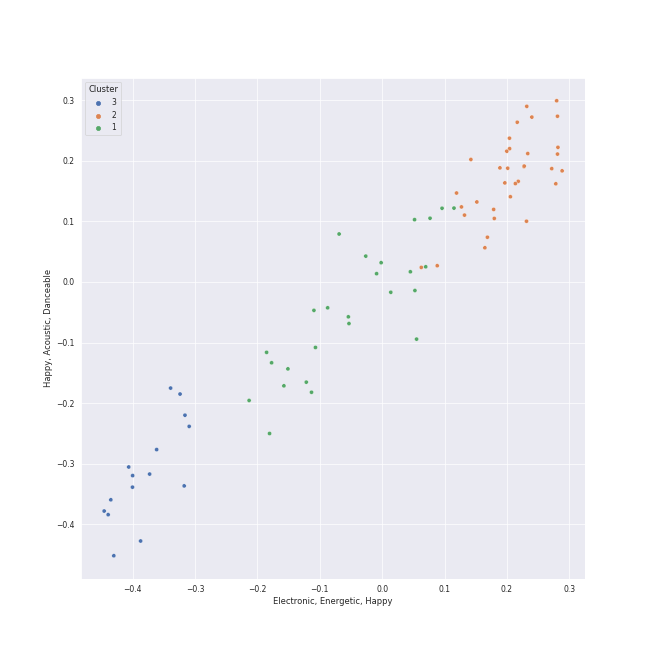 Cluster
3
2
1
0.3
0.2
0.1
0.0
−0.1
−0.2
−0.3
−0.4
Happy, Acoustic, Danceable
−0.4 −0.3 −0.2 −0.1 0.0 0.1 0.2 0.3
Electronic, Energetic, Happy